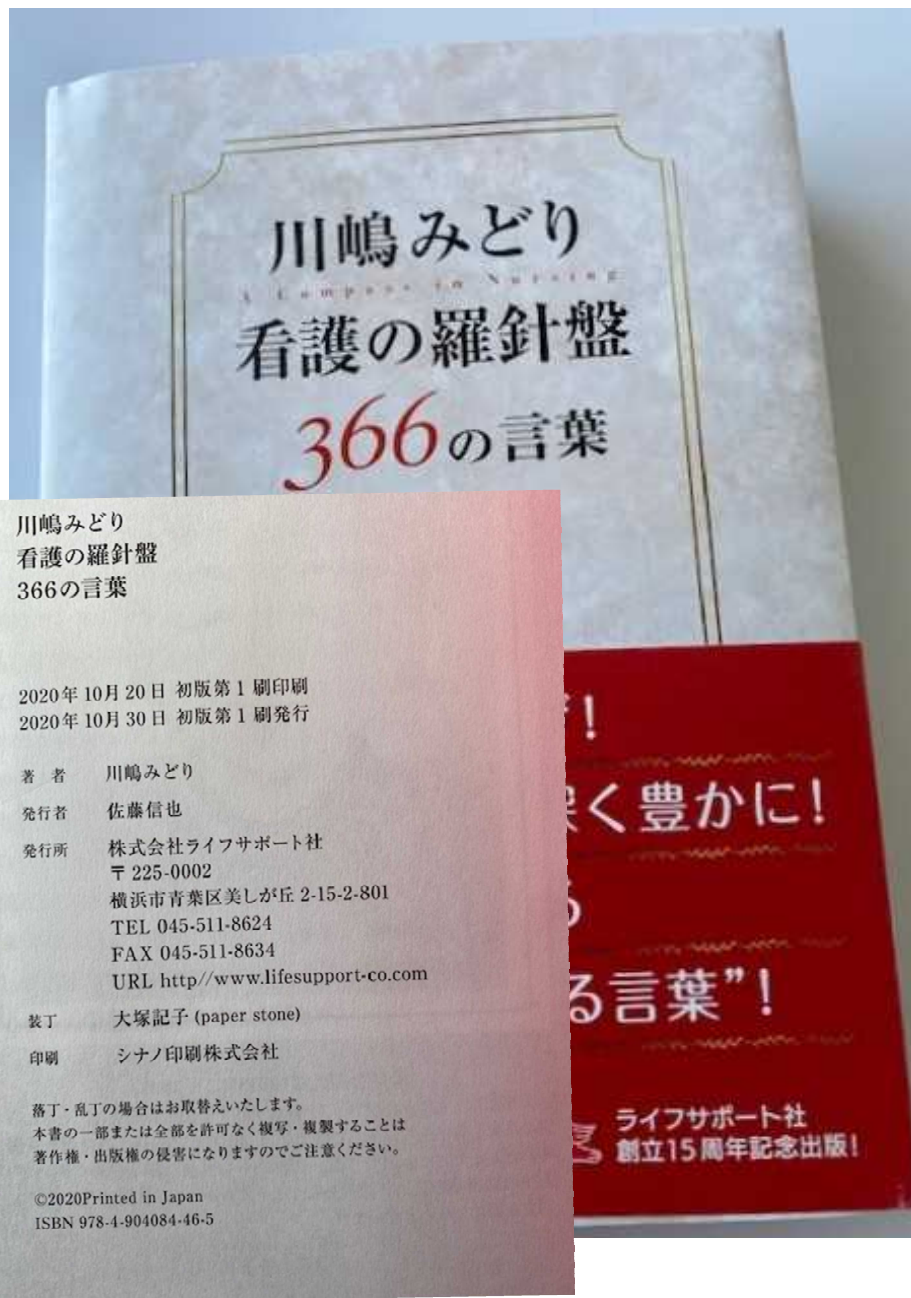 川嶋みどり
A Compass in Nursing
看護の羅針盤
366の言葉
!
く豊かに!
る言葉”!
ライフサポート社
創立15周年記念出版!
川嶋みどり
看護の羅針盤
366の言葉
2020年10月20日 初版第1刷印刷
2020年10月30日 初版第1刷発行
著 者 川嶋みどり
発行者 佐藤信也
発行所 株式会社ライフサポート社
〒225-0002
横浜市青葉区美しが丘 2-15-2-801
TEL 045-511-8624
FAX 045-511-8634
URL http//www.lifesupport-co.com
装丁 大塚記子 (paper stone)
印刷 シナノ印刷株式会社
落丁・乱丁の場合はお取替えいたします。
本書の一部または全部を許可なく複写・複製することは
著作権・出版権の侵害になりますのでご注意ください。
©2020Printed in Japan
ISBN 978-4-904084-46-5